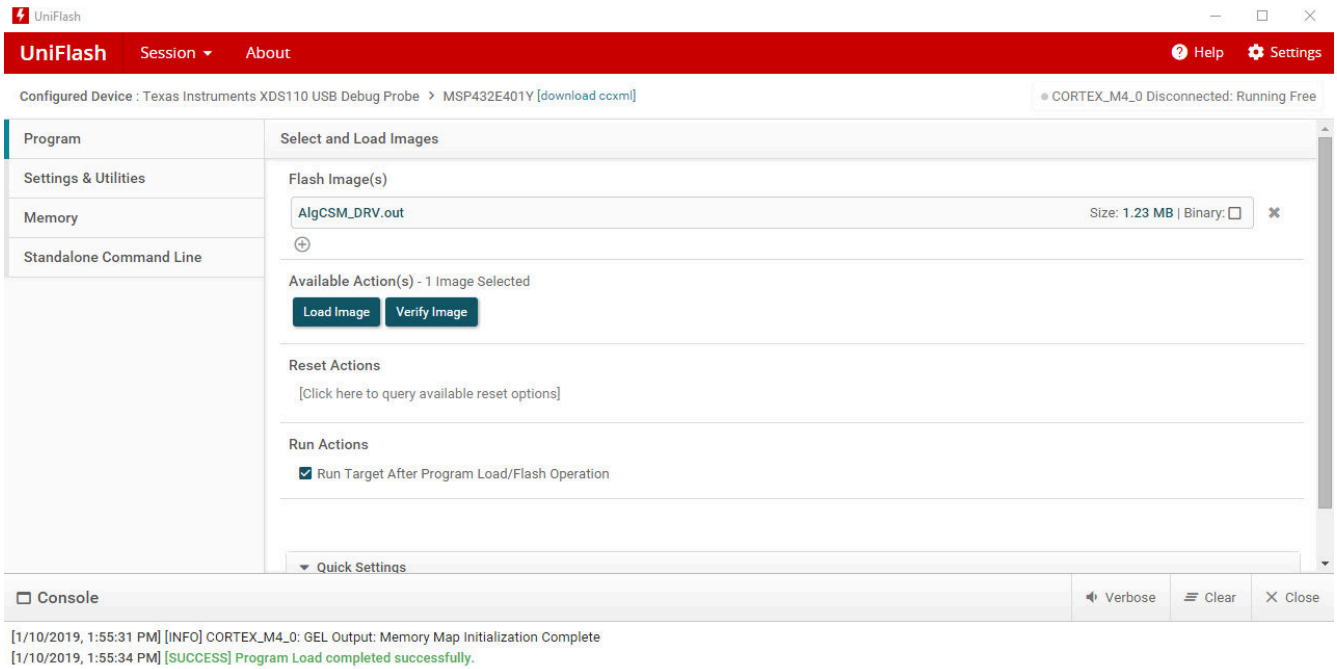 UniFlash
UniFlash Session About Help Settings
Configured Device : Texas Instruments XDS110 USB Debug Probe > MSP432E401Y [download ccxml] CORTEX_M4_0 Disconnected: Running Free
Program
Settings & Utilities
Memory
Standalone Command Line
Select and Load Images
Flash Image(s)
AlgCSM_DRV.out Size: 1.23 MB | Binary:
Available Action(s) - 1 Image Selected
Load Image Verify Image
Reset Actions
[Click here to query available reset options]
Run Actions
Run Target After Program Load/Flash Operation
Quick Settings
Console Verbose Clear Close
[1/10/2019, 1:55:31 PM] [INFO] CORTEX_M4_0: GEL Output: Memory Map Initialization Complete
[1/10/2019, 1:55:34 PM] [SUCCESS] Program Load completed successfully.